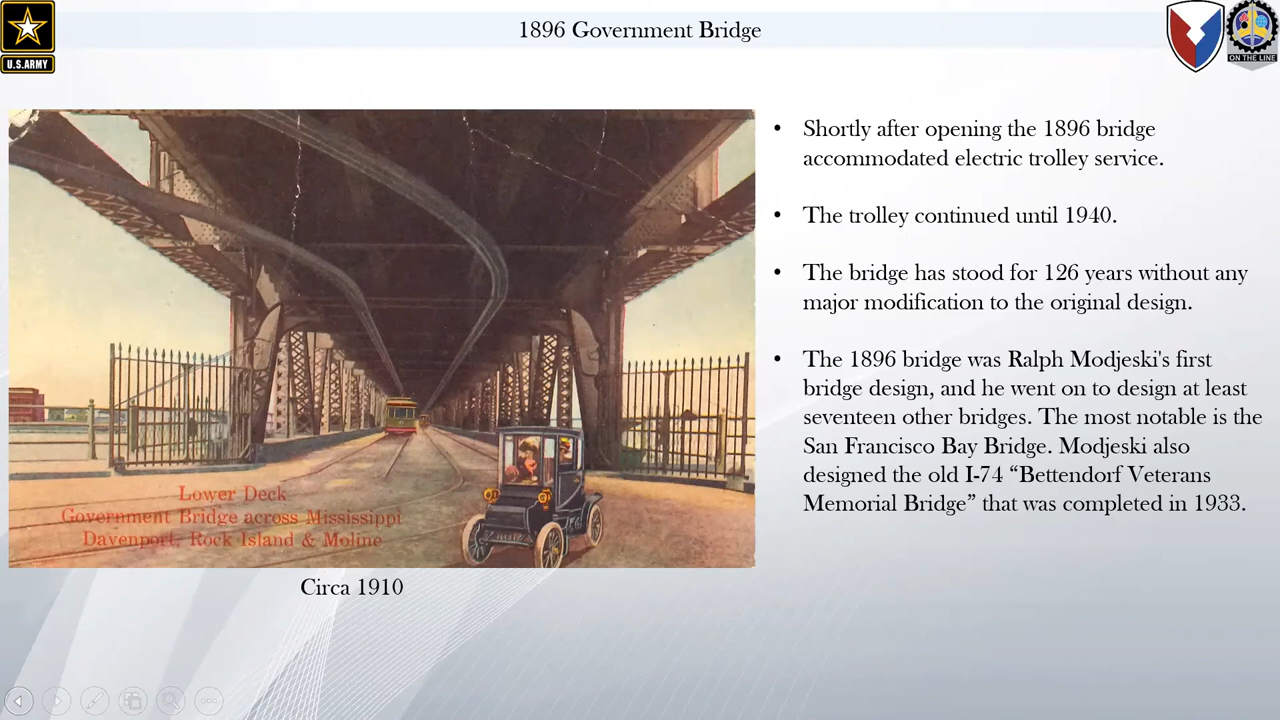 1896 Government Bridge
U.S.ARMY
ON THE LINE
• Shortly after opening the 1896 bridge
accommodated electric trolley service.
• The trolley continued until 1940.
• The bridge has stood for 126 years without any
major modification to the original design.
• The 1896 bridge was Ralph Modjeski's first
bridge design, and he went on to design at least
seventeen other bridges. The most notable is the
San Francisco Bay Bridge. Modjeski also
designed the old I-74 “Bettendorf Veterans
Memorial Bridge” that was completed in 1933.
Lower Deck
Government Bridge across Mississippi
Davenport, Rock Island & Moline
Circa 1910